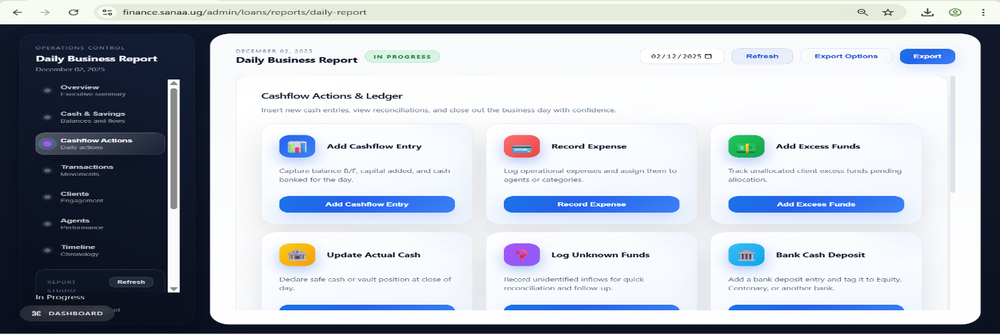 finance.sanaa.ug/admin/loans/reports/daily-report
OPERATIONS CONTROL
Daily Business Report
December 02, 2025
Overview
Executive summary
Cash & Savings
Balances and flows
Cashflow Actions
Daily actions
Transactions
Movements
Clients
Engagement
Agents
Performance
Timeline
Chronology
REPORT
STUDIO
Refresh
In Progress
⌘ DASHBOARD
DECEMBER 02, 2025
Daily Business Report
IN PROGRESS
02/12/2025
Refresh
Export Options
Export
Cashflow Actions & Ledger
Insert new cash entries, view reconciliations, and close out the business day with confidence.
Add Cashflow Entry
Capture balance B/F, capital added, and cash
banked for the day.
Add Cashflow Entry
Record Expense
Log operational expenses and assign them to
agents or categories.
Record Expense
Add Excess Funds
Track unallocated client excess funds pending
allocation.
Add Excess Funds
Update Actual Cash
Declare safe cash or vault position at close of
day.
Log Unknown Funds
Record unidentified inflows for quick
reconciliation and follow-up.
Bank Cash Deposit
Add a bank deposit entry and tag it to Equity,
Centenary, or another bank.